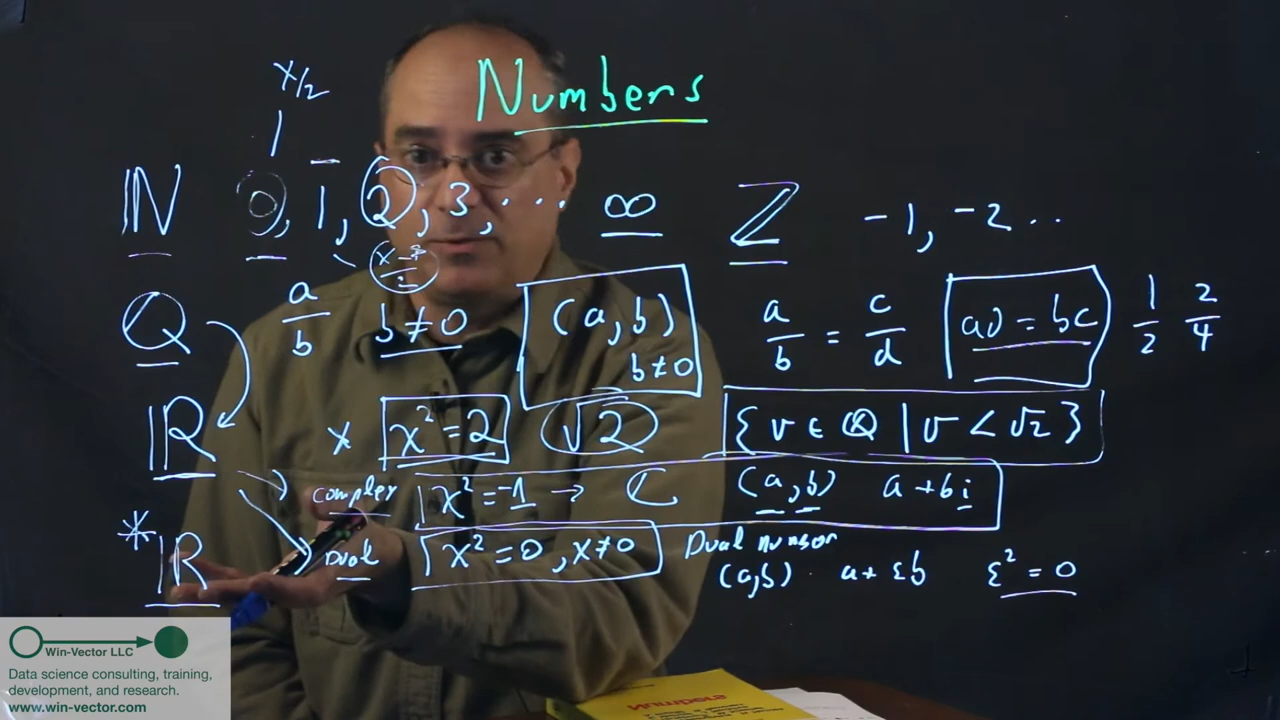 Numbers
x/2
1
ℕ 0, 1, 2, 3, ... ∞ ℤ -1, -2 ...
ℚ a/b b≠0 (a,b) b≠0 a/b = c/d ad = bc 1/2 2/4
ℝ x x²=2 √2 {v ∈ ℚ | v < √2}
complex x²=-1 → ℂ (a,b) a+bi
*ℝ Dual x²=0, x≠0 Dual number (a,b) a+εb ε²=0
Win-Vector LLC
Data science consulting, training,
development, and research.
www.win-vector.com
Numbers